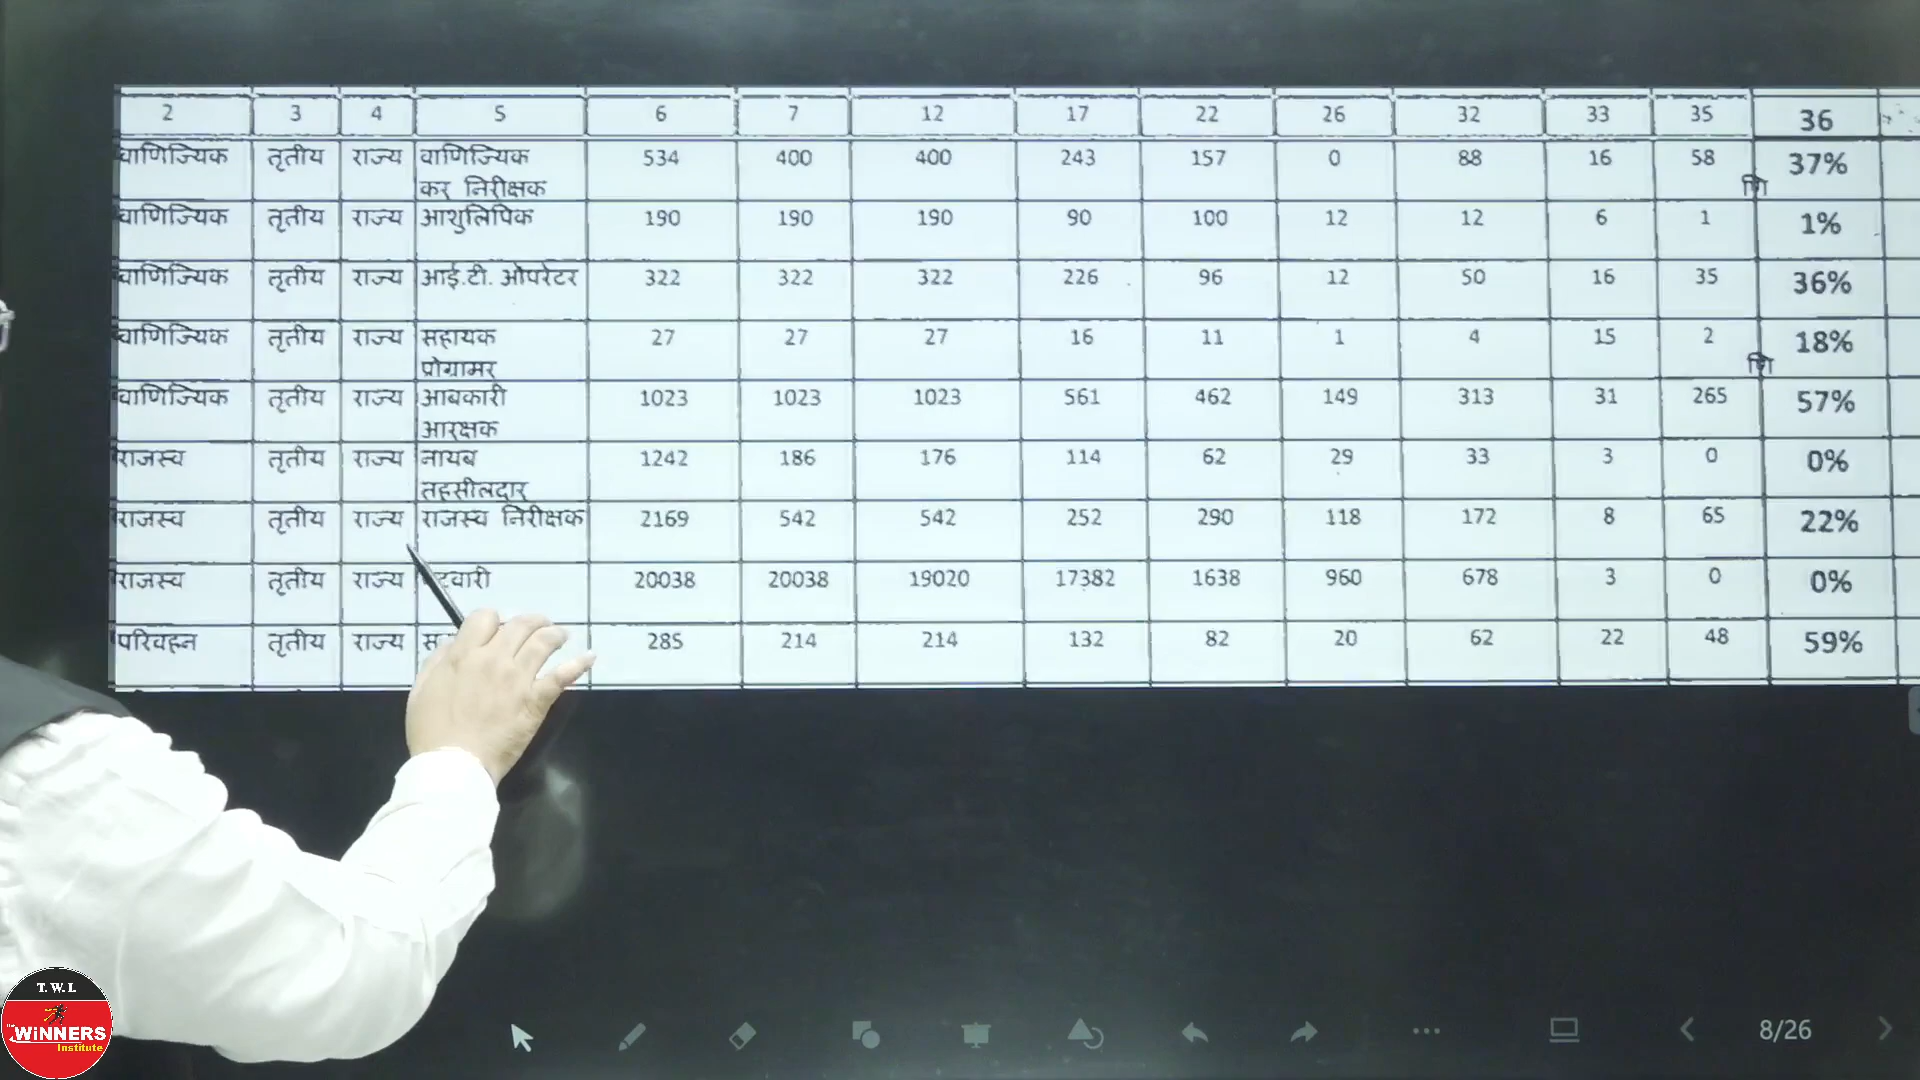 2 3 4 5 6 7 12 17 22 26 32 33 35 36
वाणिज्यिक तृतीय राज्य वाणिज्यिक 534 400 400 243 157 0 88 16 58 37%
कर निरीक्षक णि
वाणिज्यिक तृतीय राज्य आशुलिपिक 190 190 190 90 100 12 12 6 1 1%
वाणिज्यिक तृतीय राज्य आई.टी. ओपरेटर 322 322 322 226 96 12 50 16 35 36%
वाणिज्यिक तृतीय राज्य सहायक 27 27 27 16 11 1 4 15 2 18%
प्रोग्रामर णि
वाणिज्यिक तृतीय राज्य आबकारी 1023 1023 1023 561 462 149 313 31 265 57%
आरक्षक
राजस्व तृतीय राज्य नायब 1242 186 176 114 62 29 33 3 0 0%
तहसीलदार
राजस्व तृतीय राज्य राजस्व निरीक्षक 2169 542 542 252 290 118 172 8 65 22%
राजस्व तृतीय राज्य 20038 20038 19020 17382 1638 960 678 3 0 0%
परिवहन तृतीय राज्य 285 214 214 132 82 20 62 22 48 59%
T.W.I
The WiNNERS
Institute
8/26